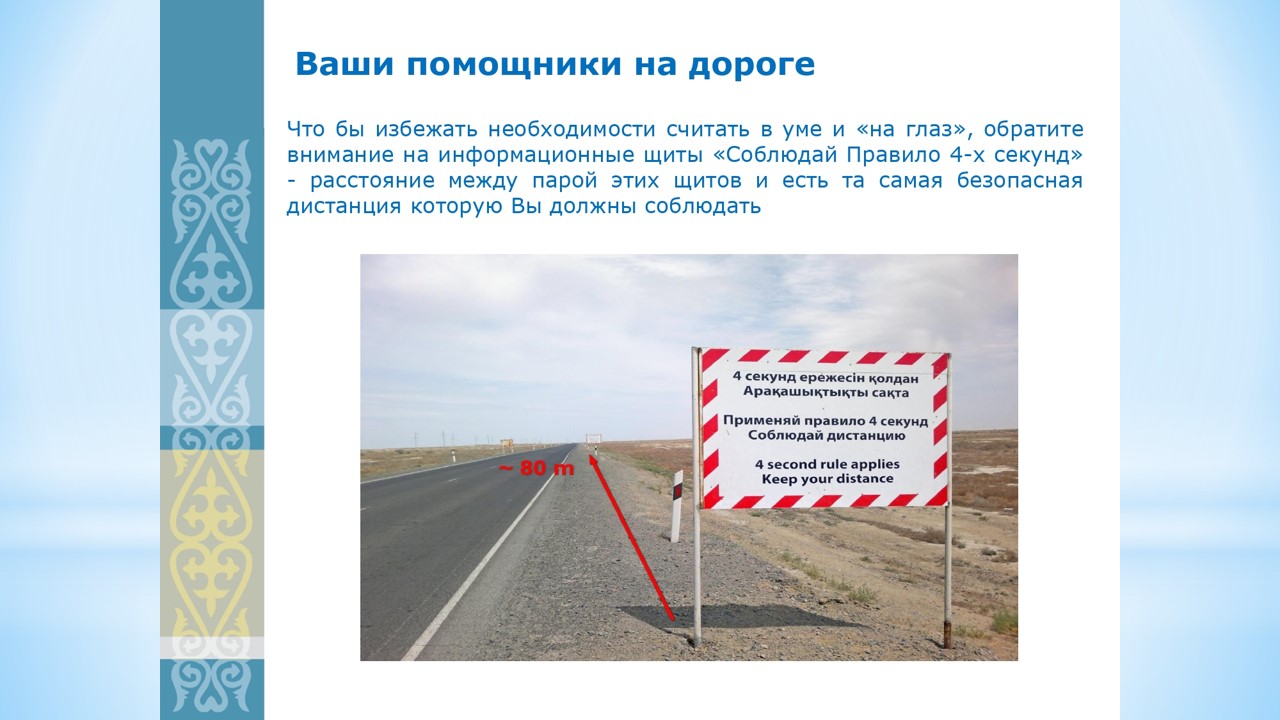 Ваши помощники на дороге
Что бы избежать необходимости считать в уме и «на глаз», обратите
внимание на информационные щиты «Соблюдай Правило 4-х секунд»
- расстояние между парой этих щитов и есть та самая безопасная
дистанция которую Вы должны соблюдать
4 секунд ережесін қолдан
Арақашықтықты сақта
Применяй правило 4 секунд
Соблюдай дистанцию
4 second rule applies
Keep your distance
~ 80 m